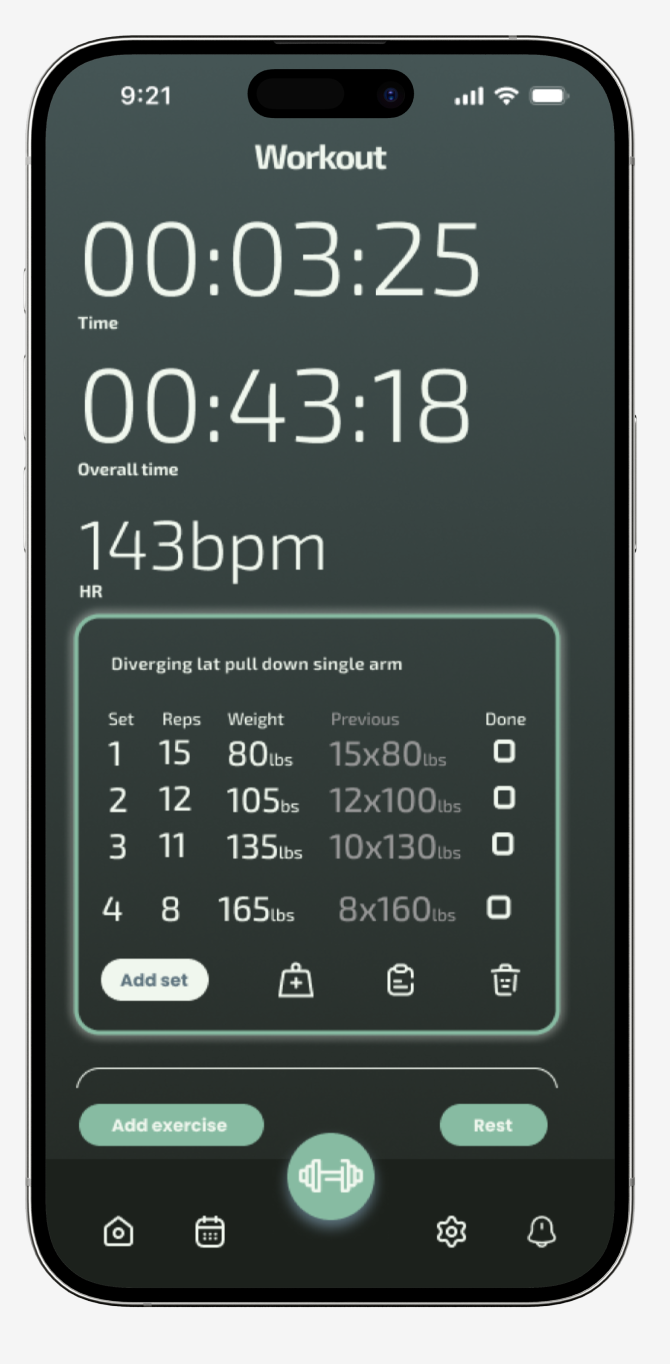 9:21
Workout
00:03:25
Time
00:43:18
Overall time
143bpm
HR
Diverging lat pull down single arm
Set Reps Weight Previous Done
1 15 80lbs 15x80lbs
2 12 105bs 12x100lbs
3 11 135lbs 10x130lbs
4 8 165lbs 8x160lbs
Add set
Add exercise Rest